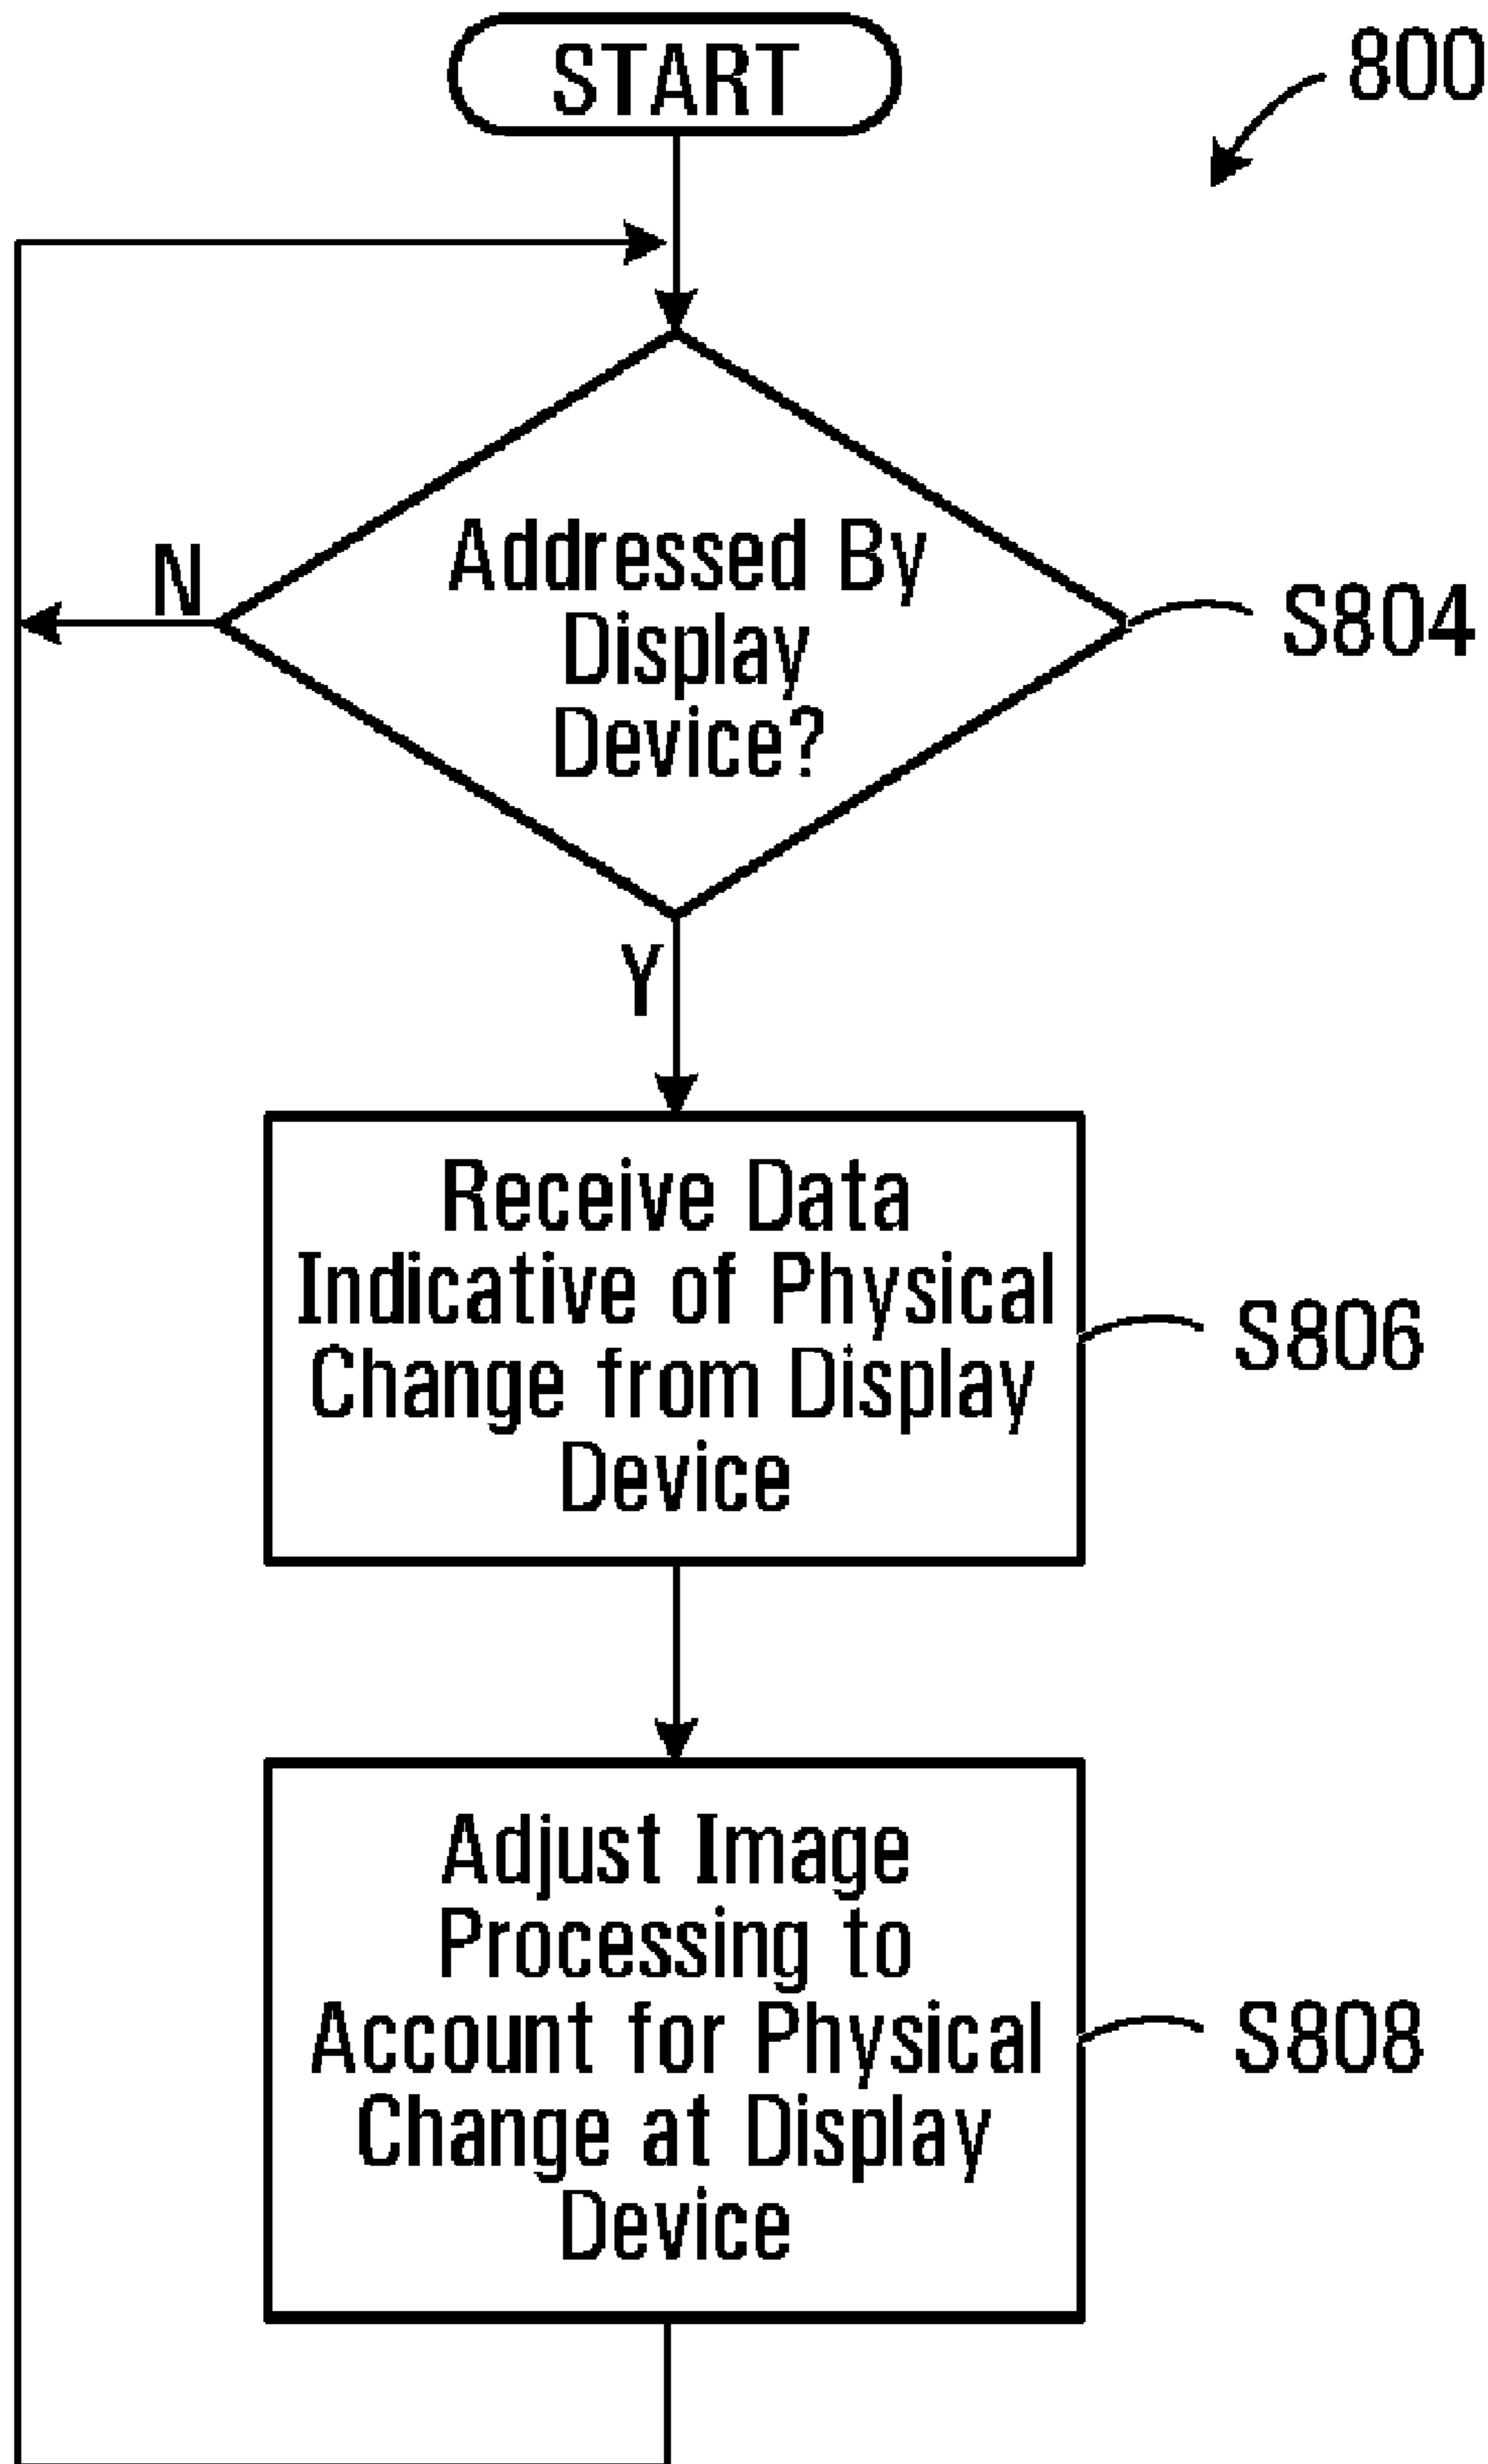 START
800
N
Addressed By
Display
Device?
S804
Y
Receive Data
Indicative of Physical
Change from Display
Device
S806
Adjust Image
Processing to
Account for Physical
Change at Display
Device
S808